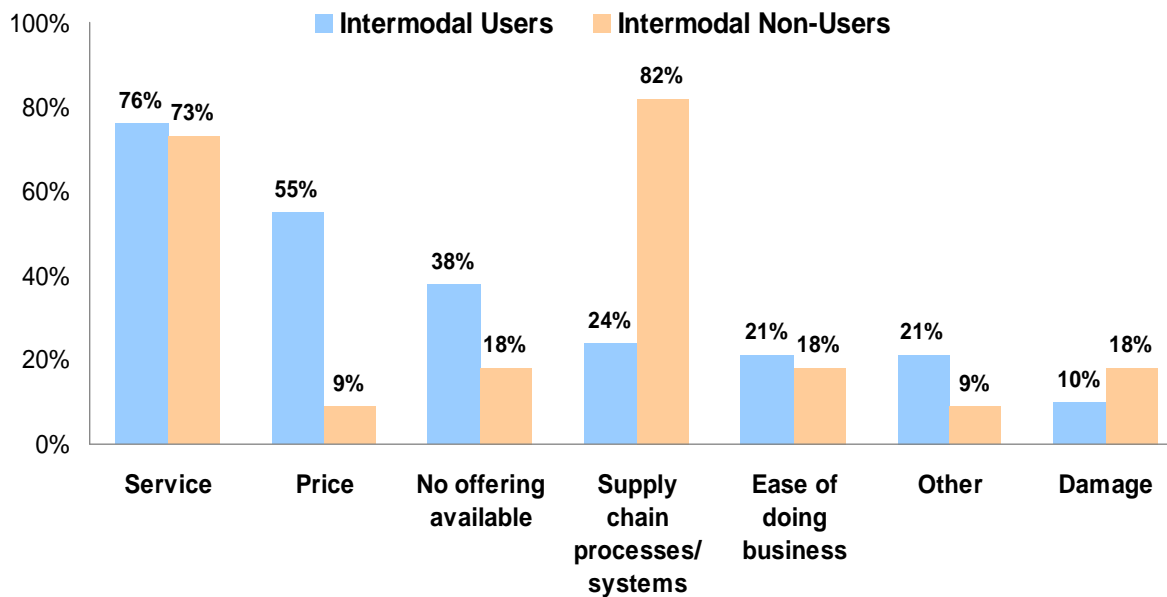 100%
Intermodal Users
Intermodal Non-Users
82%
80%
76%
73%
60%
55%
40%
38%
24%
20%
21%
21%
18%
18%
18%
9%
9%
10%
0%
Service
Price
No offering
available
Supply
chain
processes/
systems
Ease of
doing
business
Other
Damage